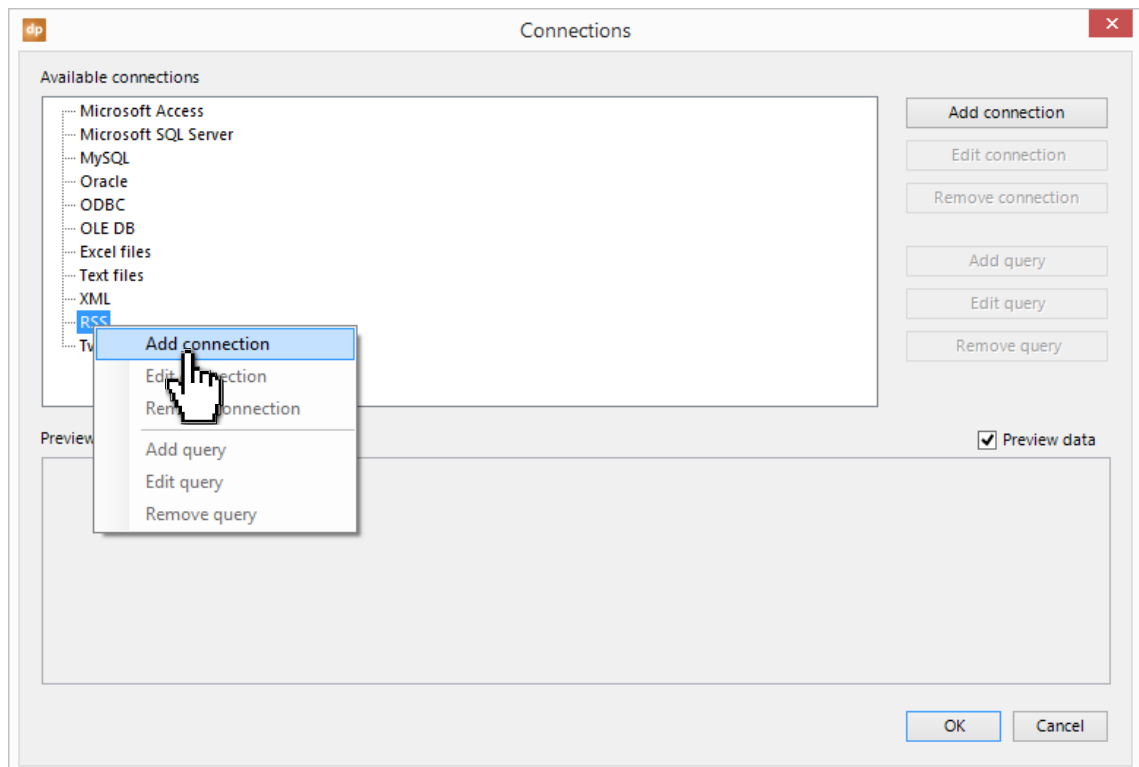 dp
Connections
Available connections
Microsoft Access
Microsoft SQL Server
MySQL
Oracle
ODBC
OLE DB
Excel files
Text files
XML
RSS
Add connection
Edit connection
Remove connection
Add query
Edit query
Remove query
Add connection
Edit
Add query
Edit query
Remove query
Preview
Preview data
OK
Cancel